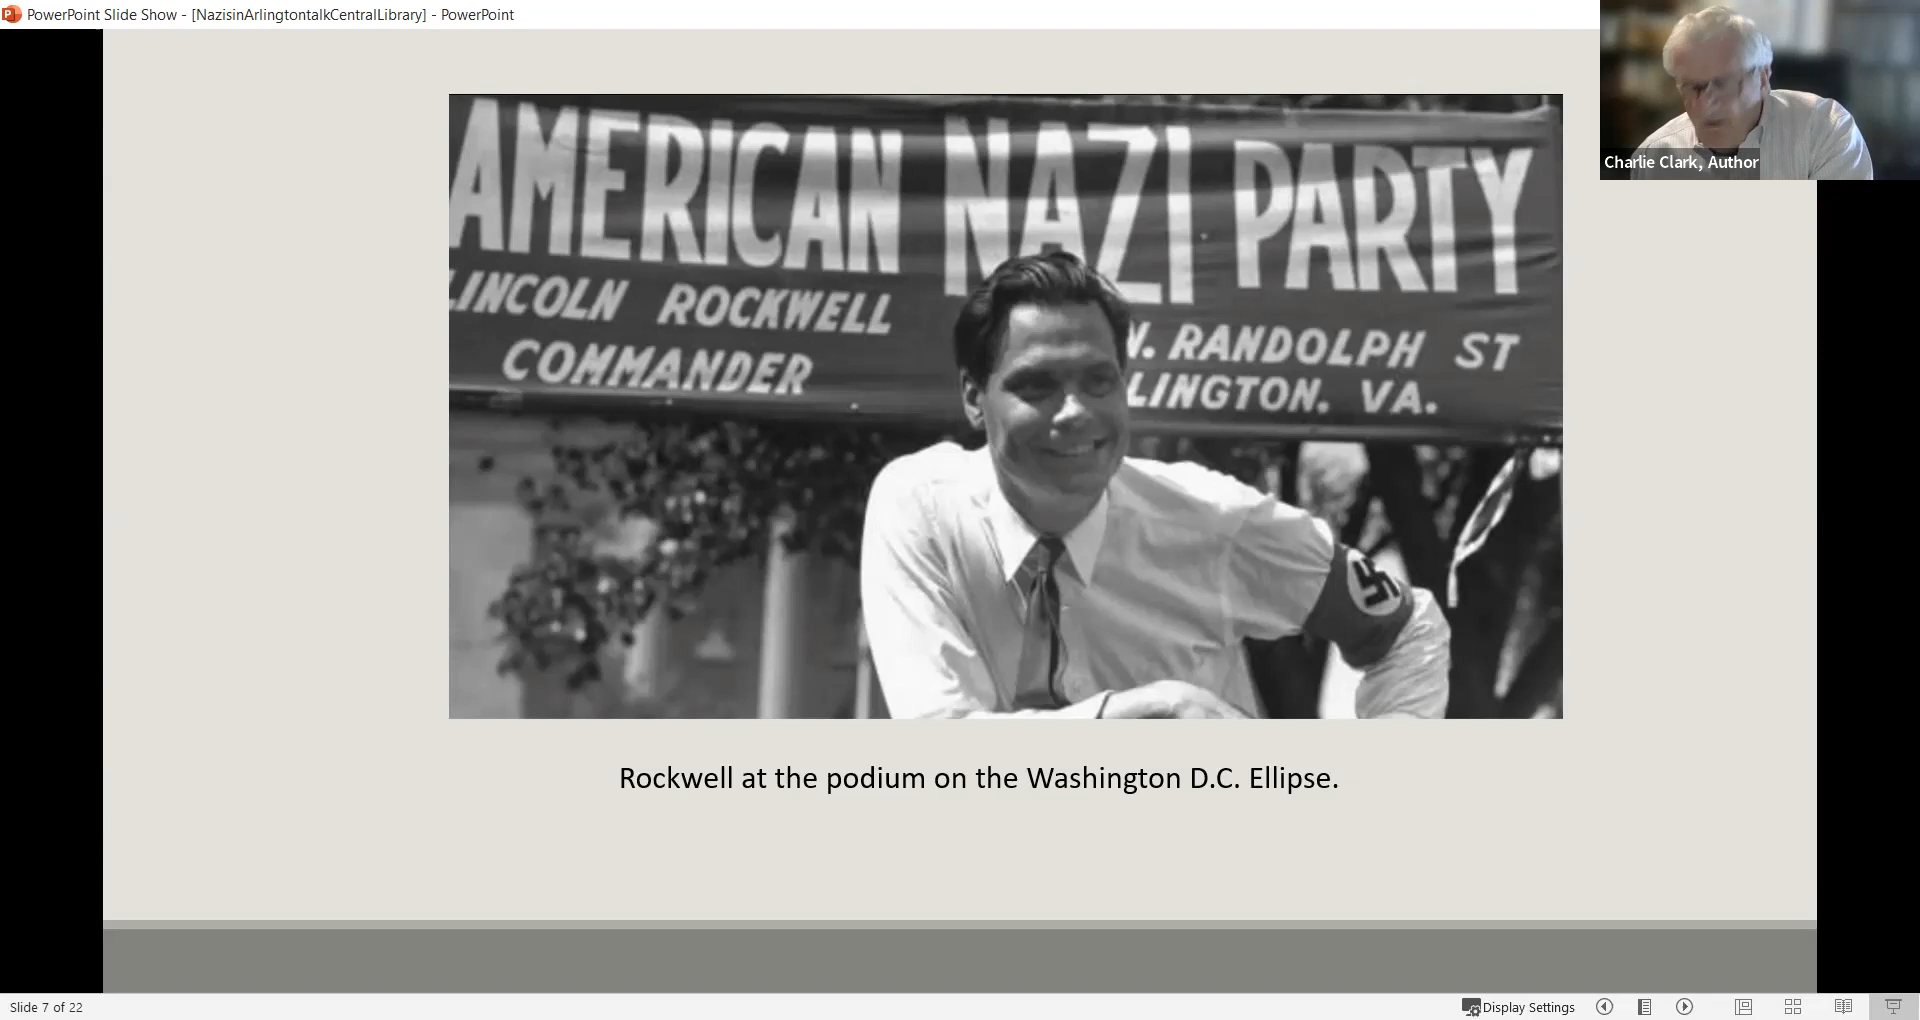 PowerPoint Slide Show - [NazisinArlingtontalkCentralLibrary] - PowerPoint
Charlie Clark, Author
AMERICAN NAZI PARTY
LINCOLN ROCKWELL
COMMANDER
N. RANDOLPH ST
LINGTON, VA.
Rockwell at the podium on the Washington D.C. Ellipse.
Slide 7 of 22
Display Settings